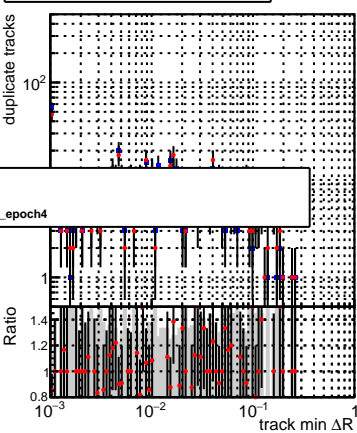 duplicate tracks
10²
_epoch4
1
Ratio
1.4
1.2
1
0.8
10⁻³
10⁻²
10⁻¹
1
track min ΔR